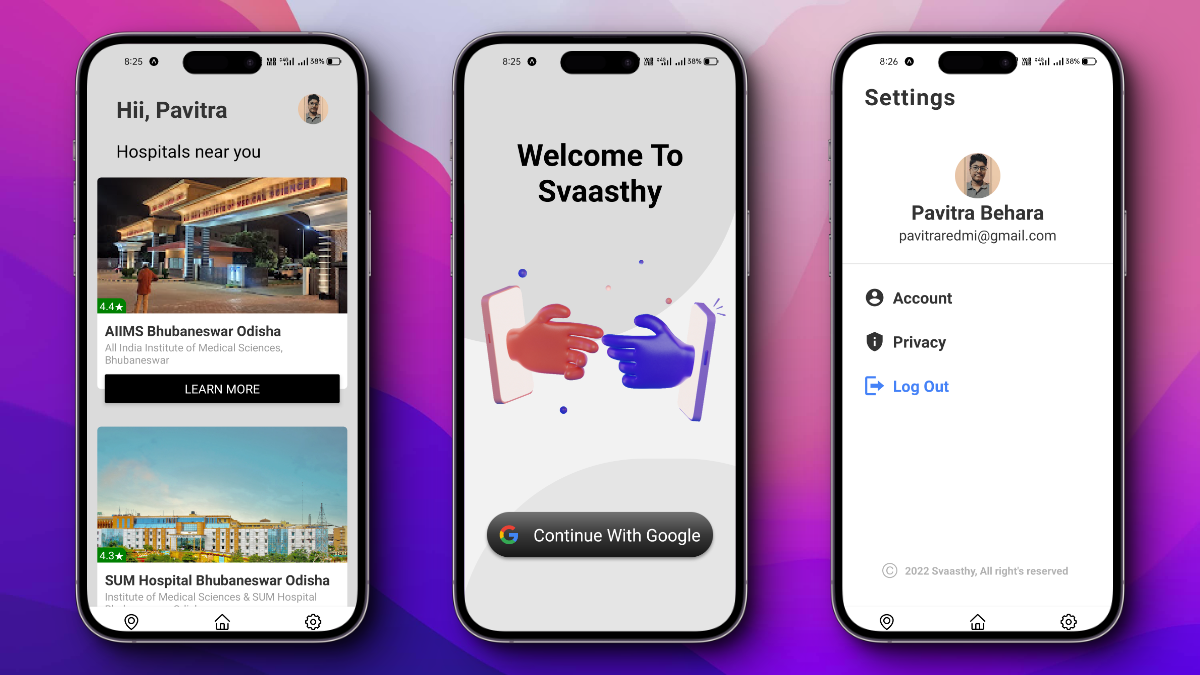 8:25
38%
Hii, Pavitra
Hospitals near you
4.4★
AIIMS Bhubaneswar Odisha
All India Institute of Medical Sciences,
Bhubaneswar
LEARN MORE
4.3★
SUM Hospital Bhubaneswar Odisha
Institute of Medical Sciences & SUM Hospital
8:25
38%
Welcome To
Svaasthy
Continue With Google
8:26
38%
Settings
Pavitra Behara
pavitraredmi@gmail.com
Account
Privacy
Log Out
© 2022 Svaasthy, All right's reserved